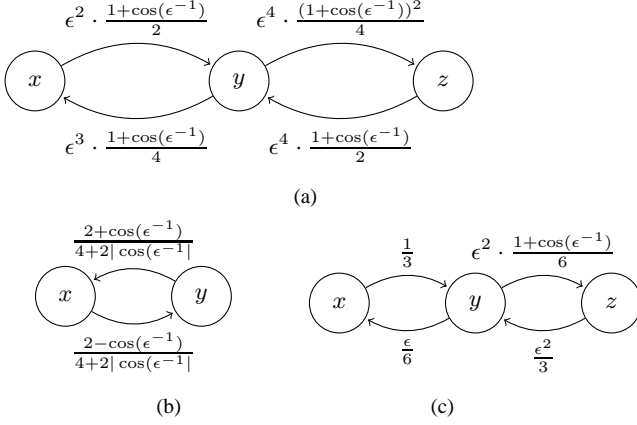 ϵ² · (1+cos(ϵ⁻¹))/2    ϵ⁴ · (1+cos(ϵ⁻¹))²/4
x    y    z
ϵ³ · (1+cos(ϵ⁻¹)/4    ϵ⁴ · (1+cos(ϵ⁻¹)/2
(a)
(2+cos(ϵ⁻¹))/(4+2|cos(ϵ⁻¹|
x    y
(2−cos(ϵ⁻¹))/(4+2|cos(ϵ⁻¹|
(b)
1/3    ϵ² · (1+cos(ϵ⁻¹)/6
x    y    z
ϵ/6    ϵ²/3
(c)